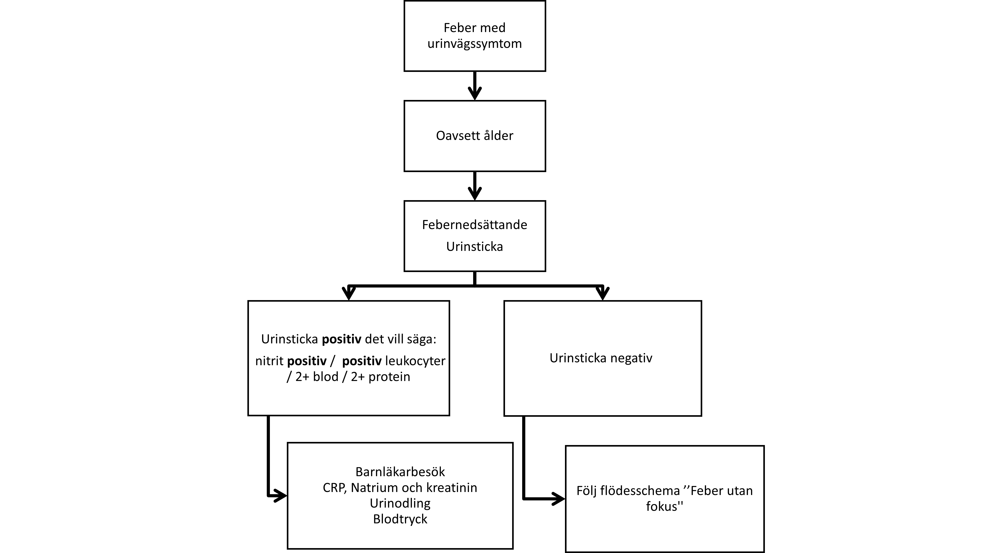 Feber med
urinvägssymtom
Oavsett ålder
Febernedsättande
Urinsticka
Urinsticka positiv det vill säga:
nitrit positiv /  positiv leukocyter
/ 2+ blod / 2+ protein
Urinsticka negativ
Barnläkarbesök
CRP, Natrium och kreatinin
Urinodling
Blodtryck
Följ flödesschema ’’Feber utan
fokus"